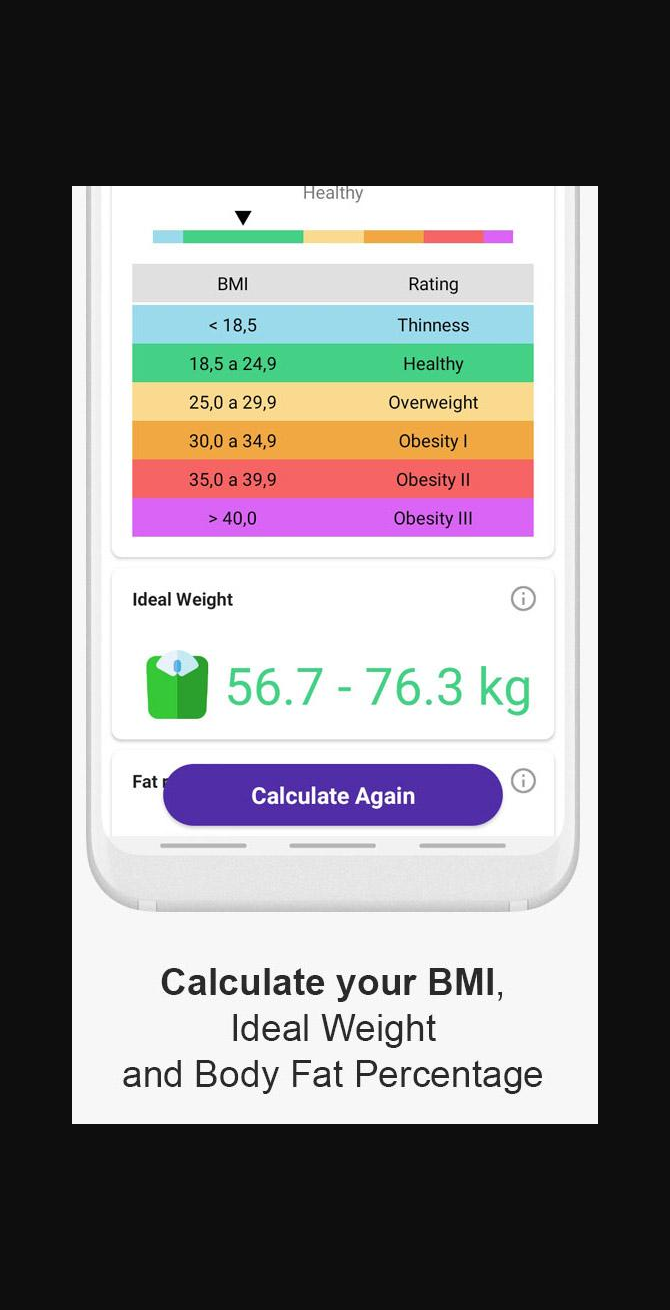 Healthy
BMI Rating
< 18,5 Thinness
18,5 a 24,9 Healthy
25,0 a 29,9 Overweight
30,0 a 34,9 Obesity I
35,0 a 39,9 Obesity II
> 40,0 Obesity III
Ideal Weight
56.7 - 76.3 kg
Fat
Calculate Again
Calculate your BMI,
Ideal Weight
and Body Fat Percentage